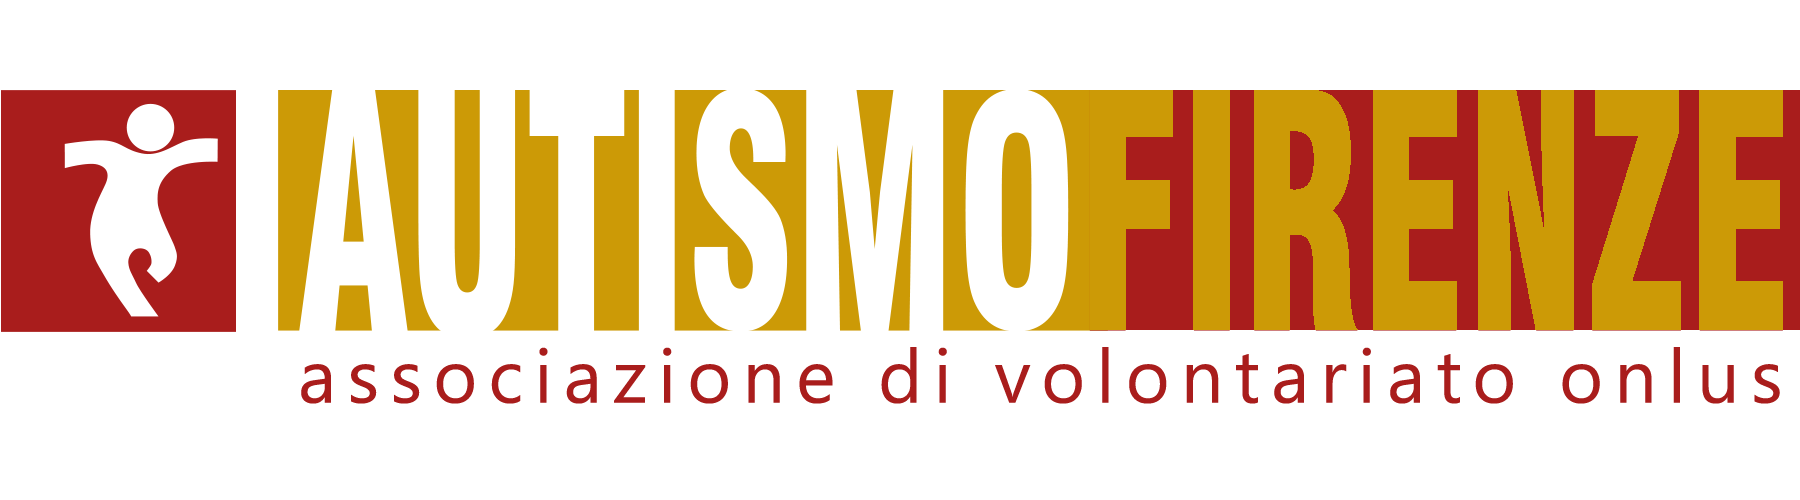 AUTISMOFIRENZE
associazione di volontariato onlus